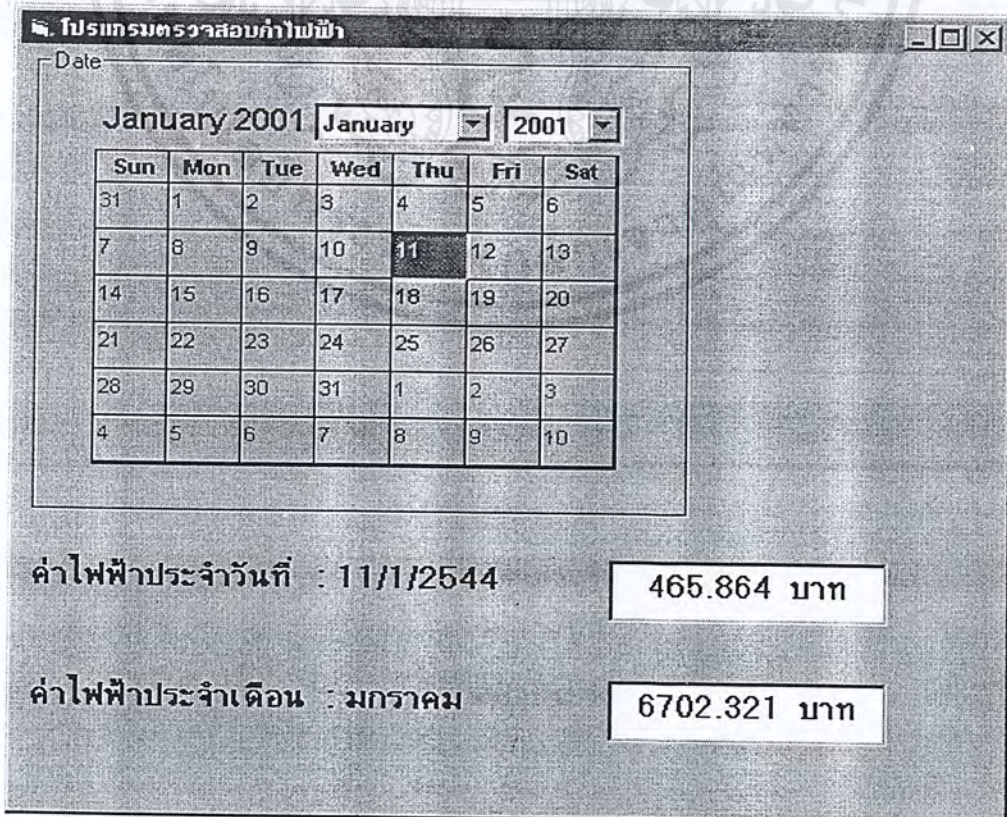 โปรแกรมตรวจสอบค่าไฟฟ้า
Date
January 2001 January 2001
Sun Mon Tue Wed Thu Fri Sat
31 1 2 3 4 5 6
7 8 9 10 11 12 13
14 15 16 17 18 19 20
21 22 23 24 25 26 27
28 29 30 31 1 2 3
4 5 6 7 8 9 10
ค่าไฟฟ้าประจำวันที่ : 11/1/2544 465.864 บาท
ค่าไฟฟ้าประจำเดือน : มกราคม 6702.321 บาท